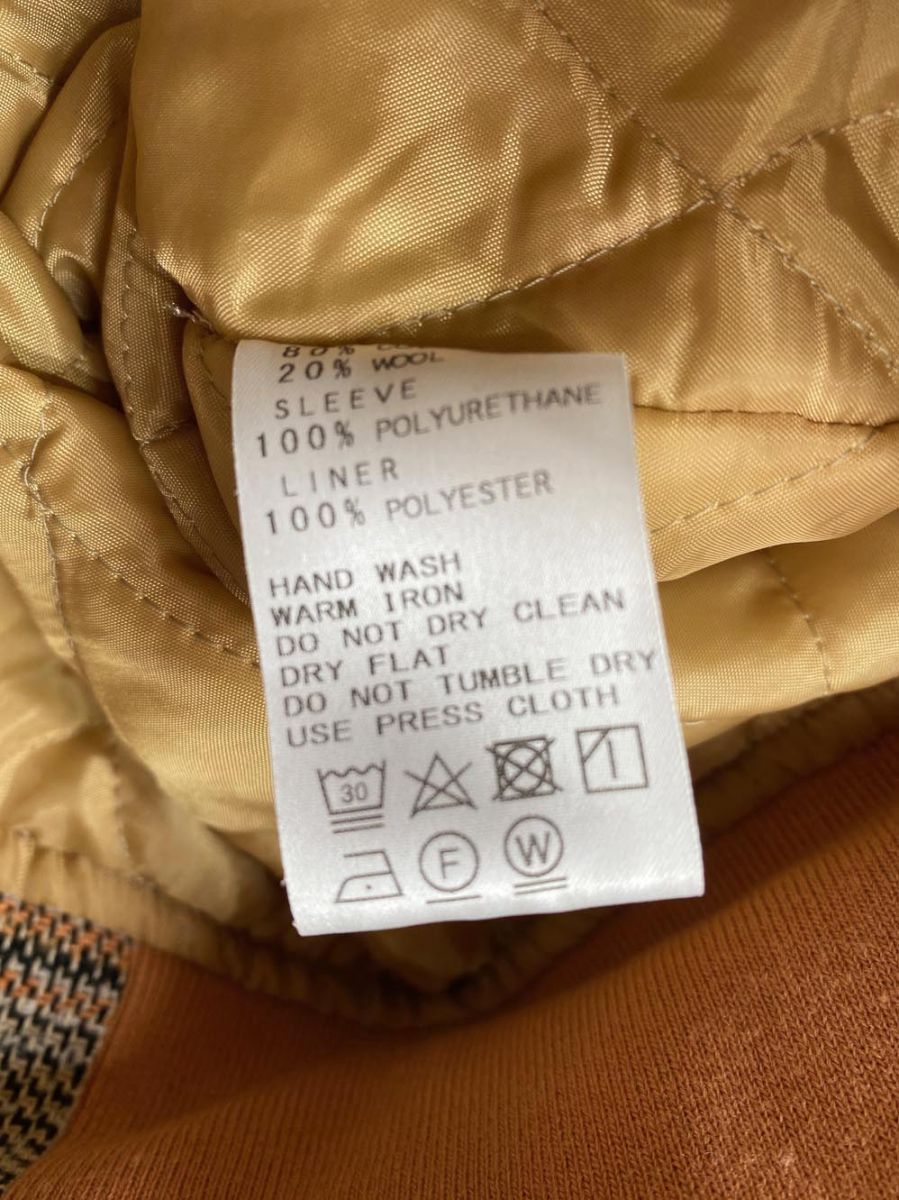 80%
20% WOOL
SLEEVE
100% POLYURETHANE
LINER
100% POLYESTER
HAND WASH
WARM IRON
DO NOT DRY CLEAN
DRY FLAT
DO NOT TUMBLE DRY
USE PRESS CLOTH
30
F W